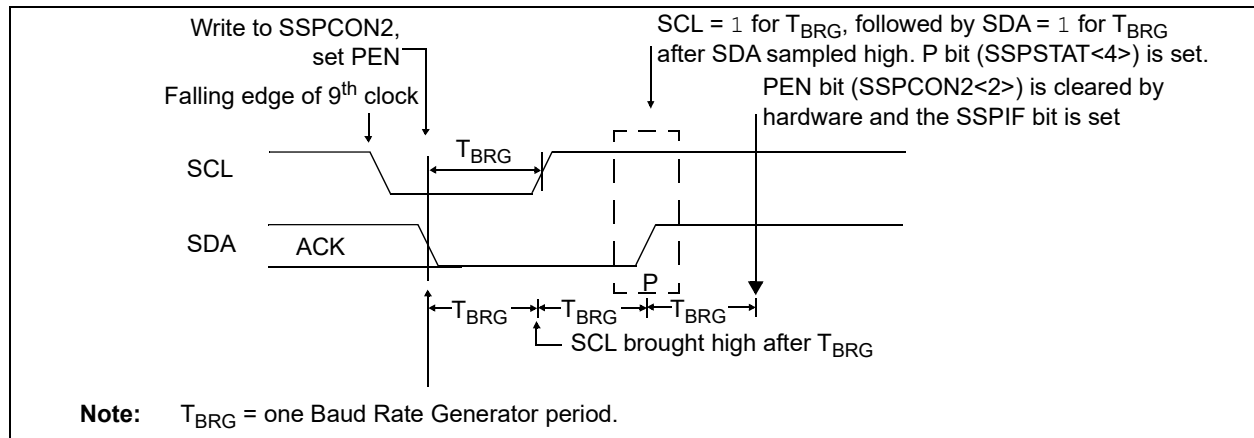 Write to SSPCON2,
set PEN
Falling edge of 9th clock
SCL = 1 for TBRG, followed by SDA = 1 for TBRG
after SDA sampled high. P bit (SSPSTAT<4>) is set.
PEN bit (SSPCON2<2>) is cleared by
hardware and the SSPIF bit is set
TBRG
SCL
SDA
ACK
P
TBRG
TBRG
TBRG
SCL brought high after TBRG
Note: TBRG = one Baud Rate Generator period.